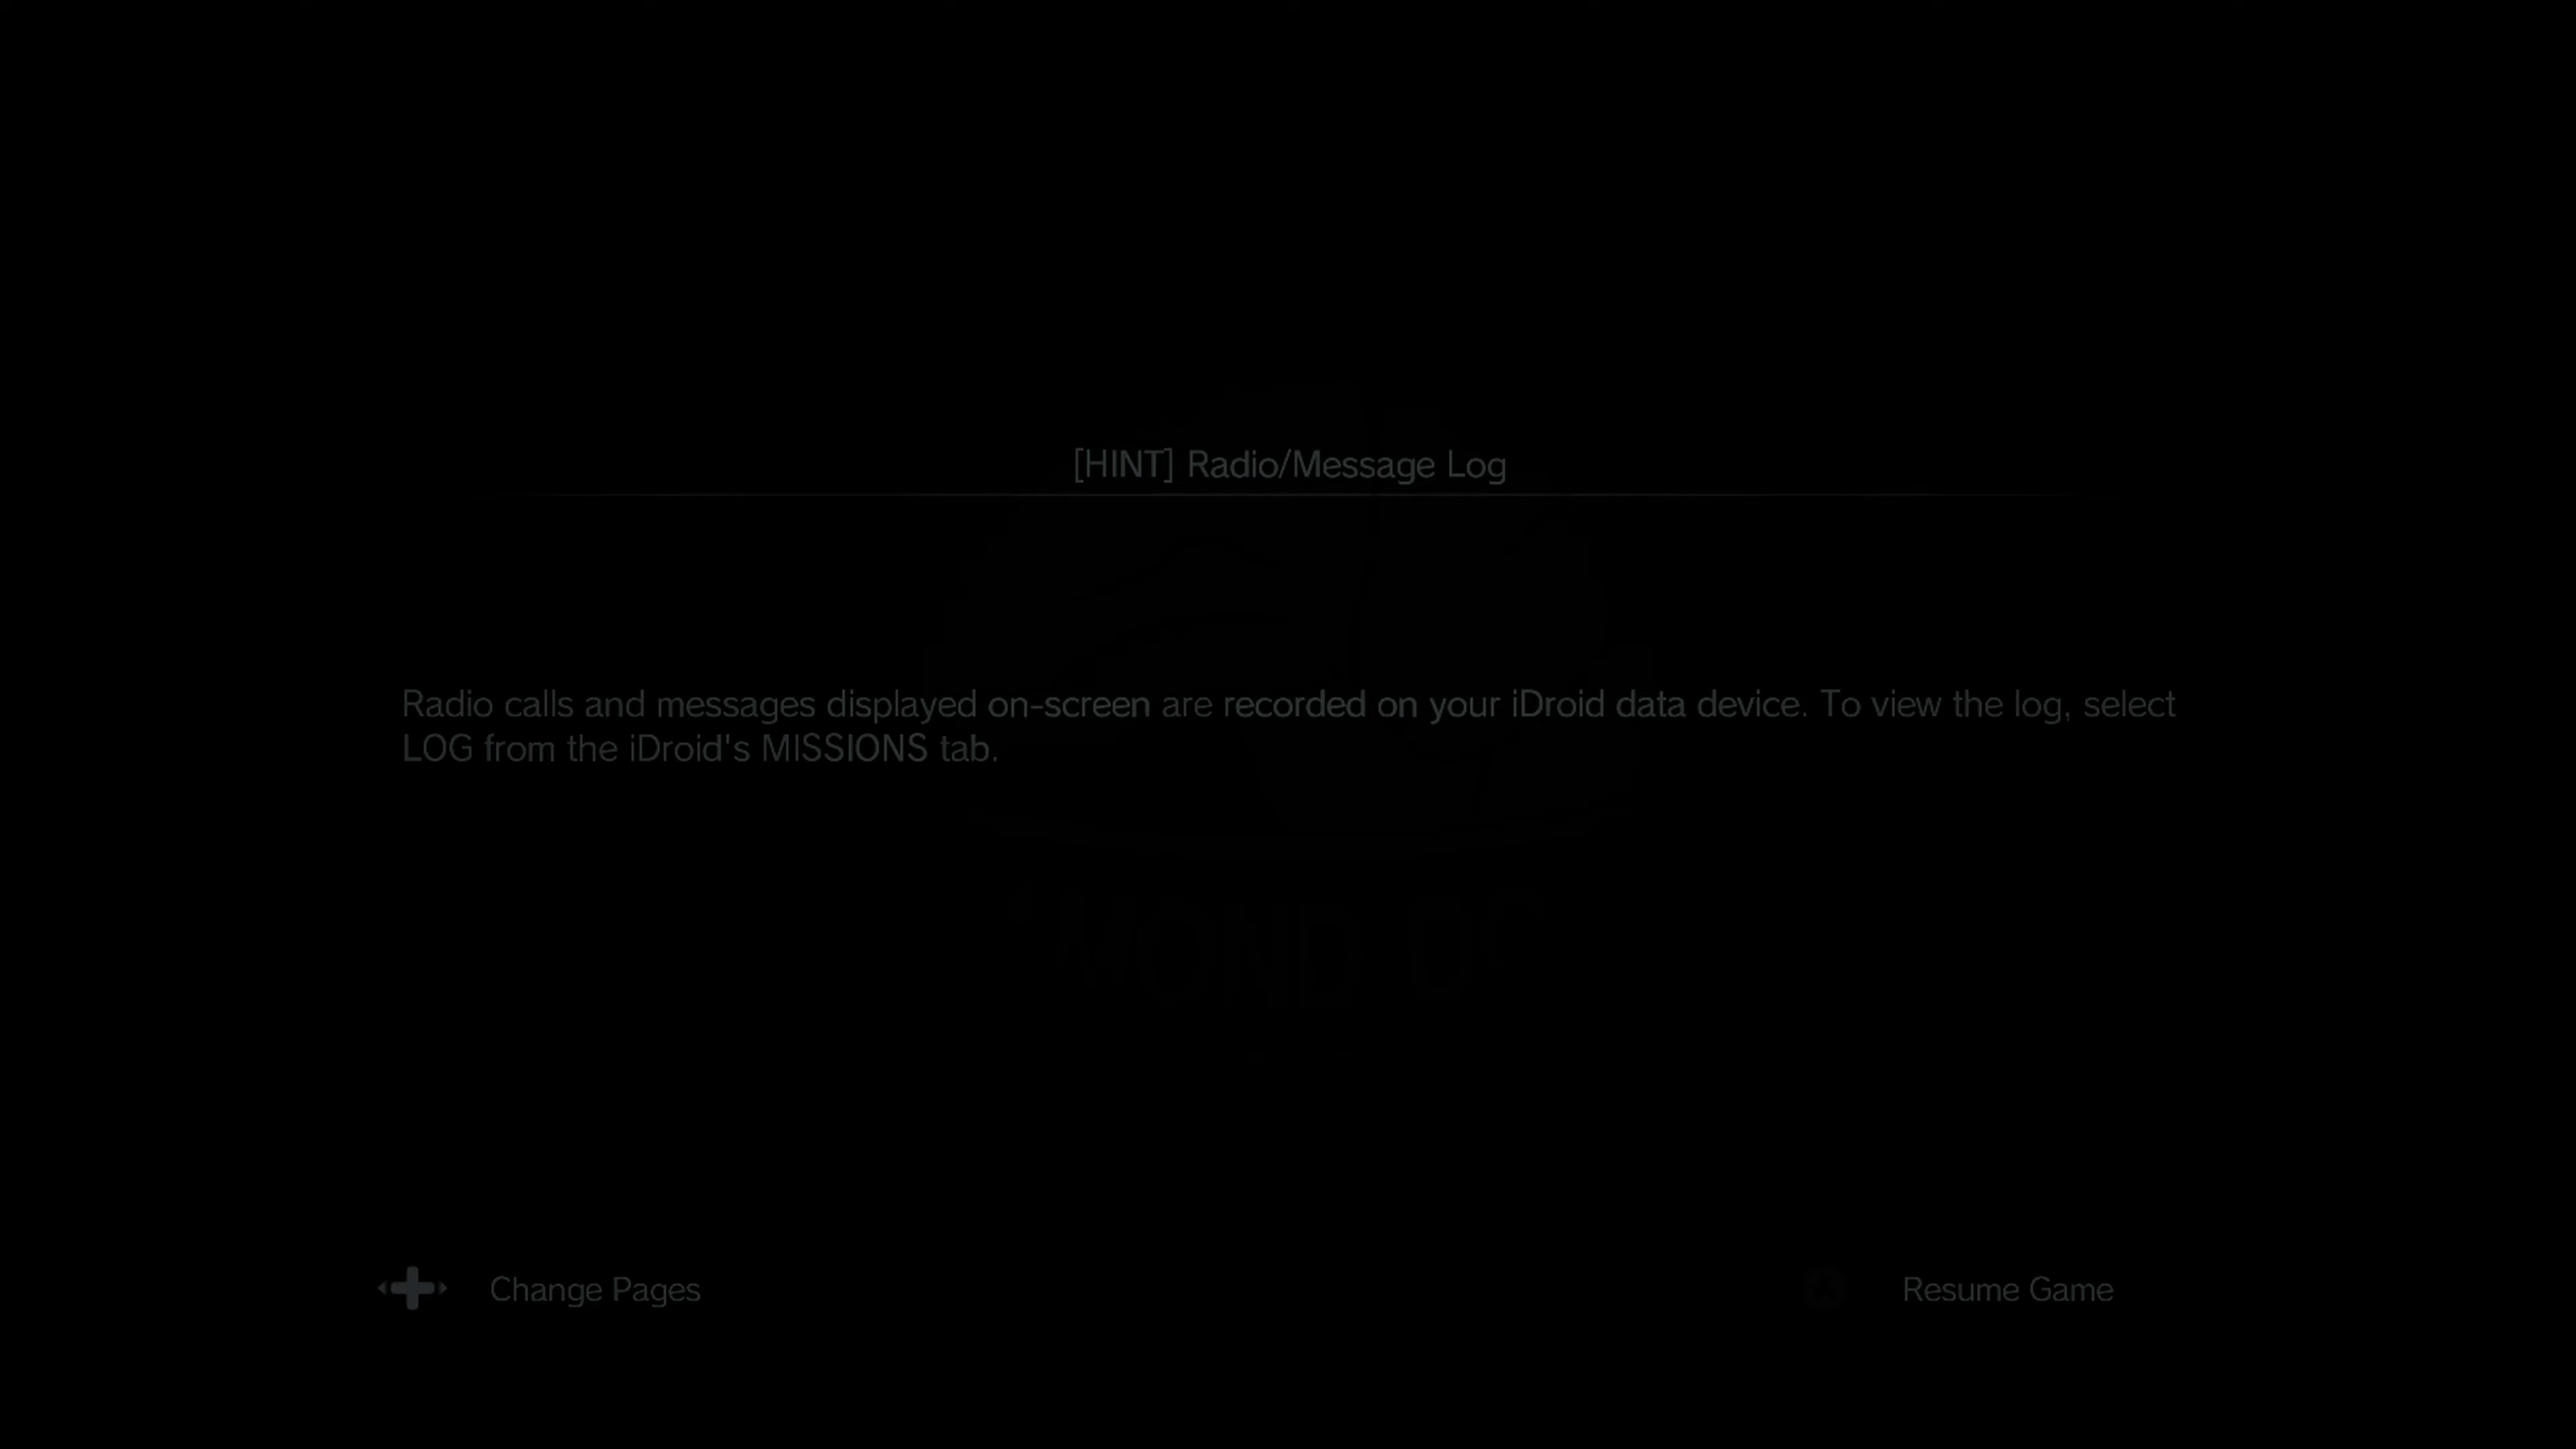 [HINT] Radio/Message Log
Radio calls and messages displayed on-screen are recorded on your iDroid data device. To view the log, select
LOG from the iDroid's MISSIONS tab.
Change Pages
Resume Game